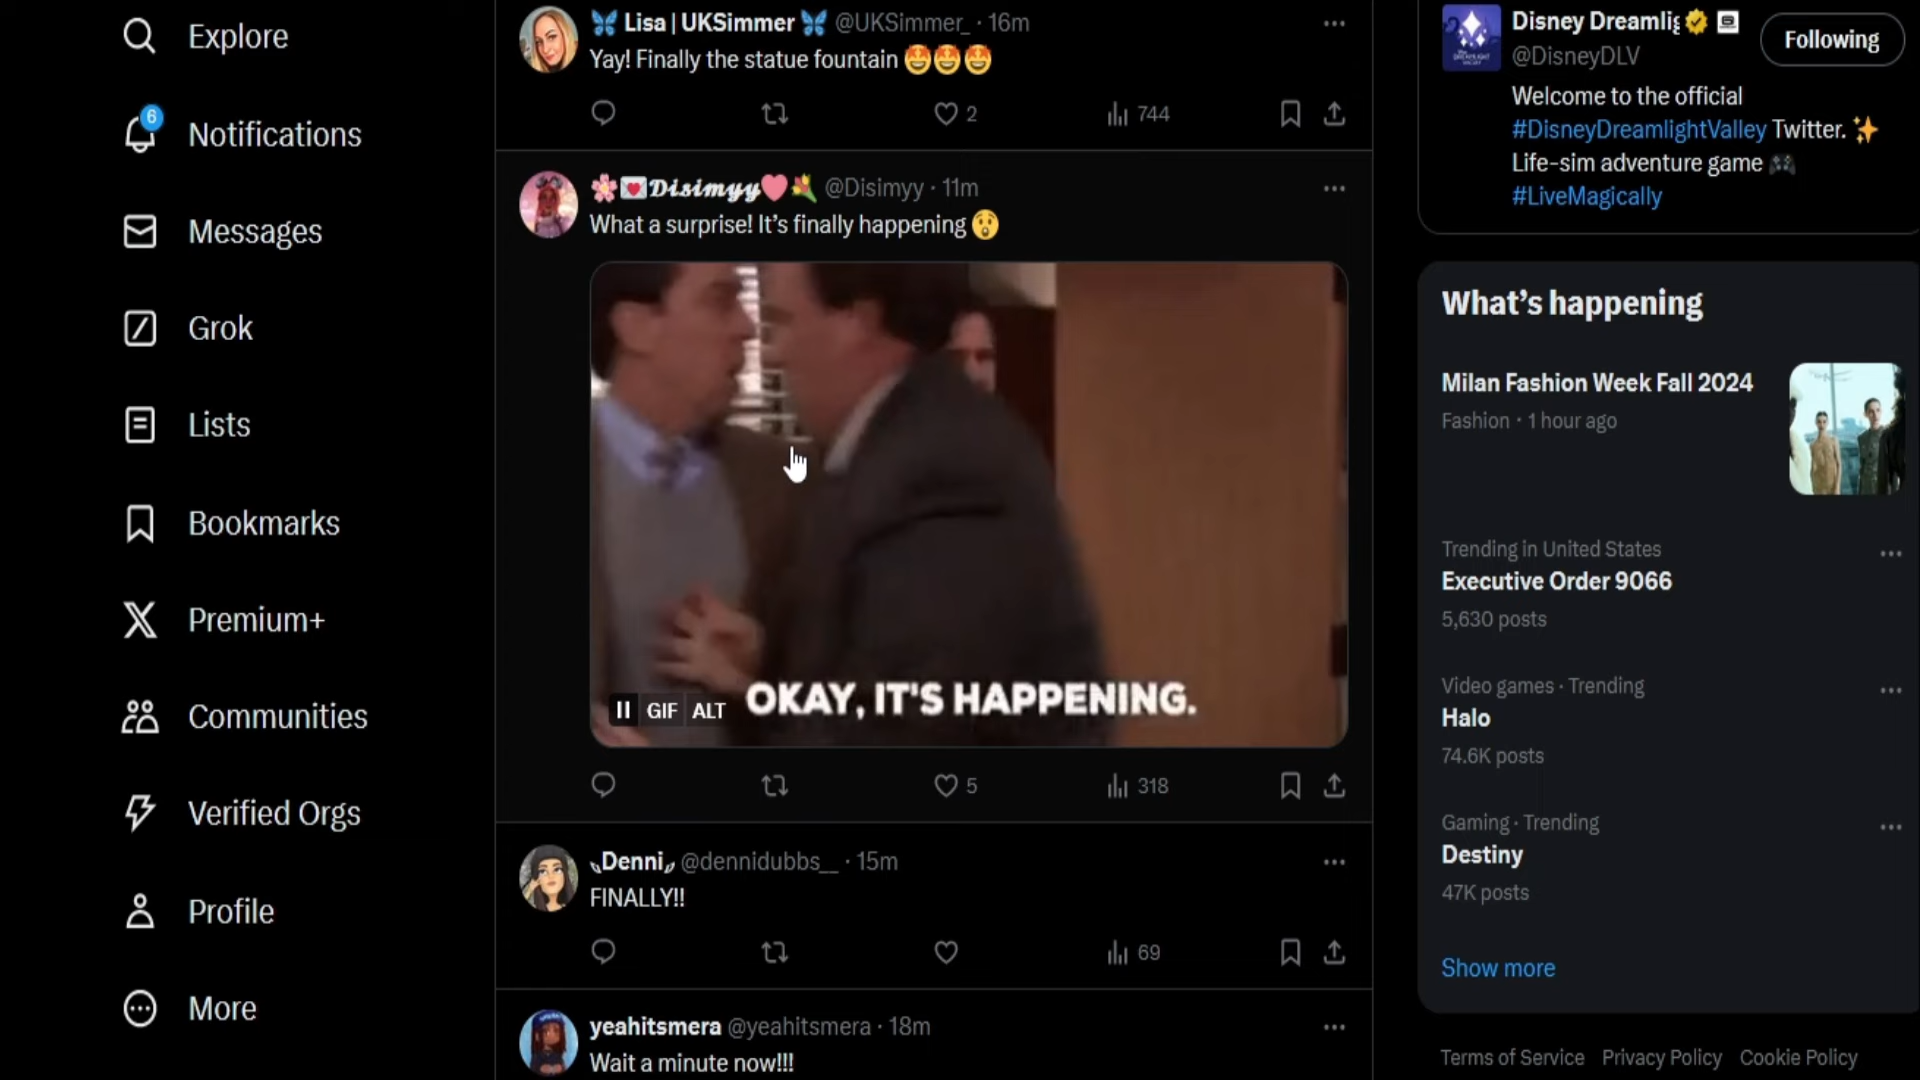 Explore
6
Notifications
Messages
Grok
Lists
Bookmarks
Premium+
Communities
Verified Orgs
Profile
More
🦋 Lisa | UKSimmer 🦋 @UKSimmer_ · 16m
Yay! Finally the statue fountain 🤩🤩🤩
2
744
🌸💌𝓓𝓲𝓼𝓲𝓶𝔂𝔂🩷💐 @Disimyy · 11m
What a surprise! It’s finally happening 😲
OKAY, IT'S HAPPENING.
GIF ALT
5
318
Denni @dennidubbs__ · 15m
FINALLY!!
69
yeahitsmera @yeahitsmera · 18m
Wait a minute now!!!
Disney Dreamlig
@DisneyDLV
Following
Welcome to the official
#DisneyDreamlightValley Twitter. ✨
Life-sim adventure game 🎮
#LiveMagically
What’s happening
Milan Fashion Week Fall 2024
Fashion · 1 hour ago
Trending in United States
Executive Order 9066
5,630 posts
Video games · Trending
Halo
74.6K posts
Gaming · Trending
Destiny
47K posts
Show more
Terms of Service Privacy Policy Cookie Policy